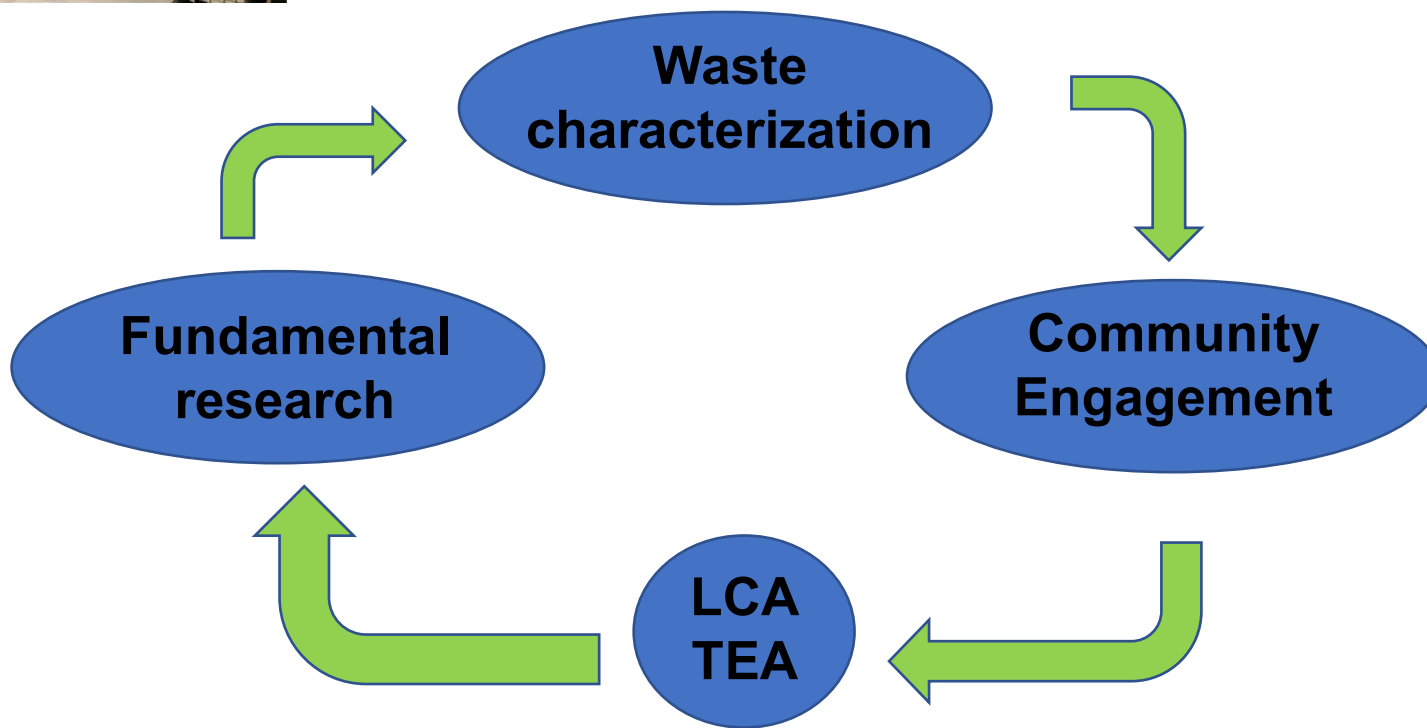 Waste
characterization
Fundamental
research
Community
Engagement
LCA
TEA